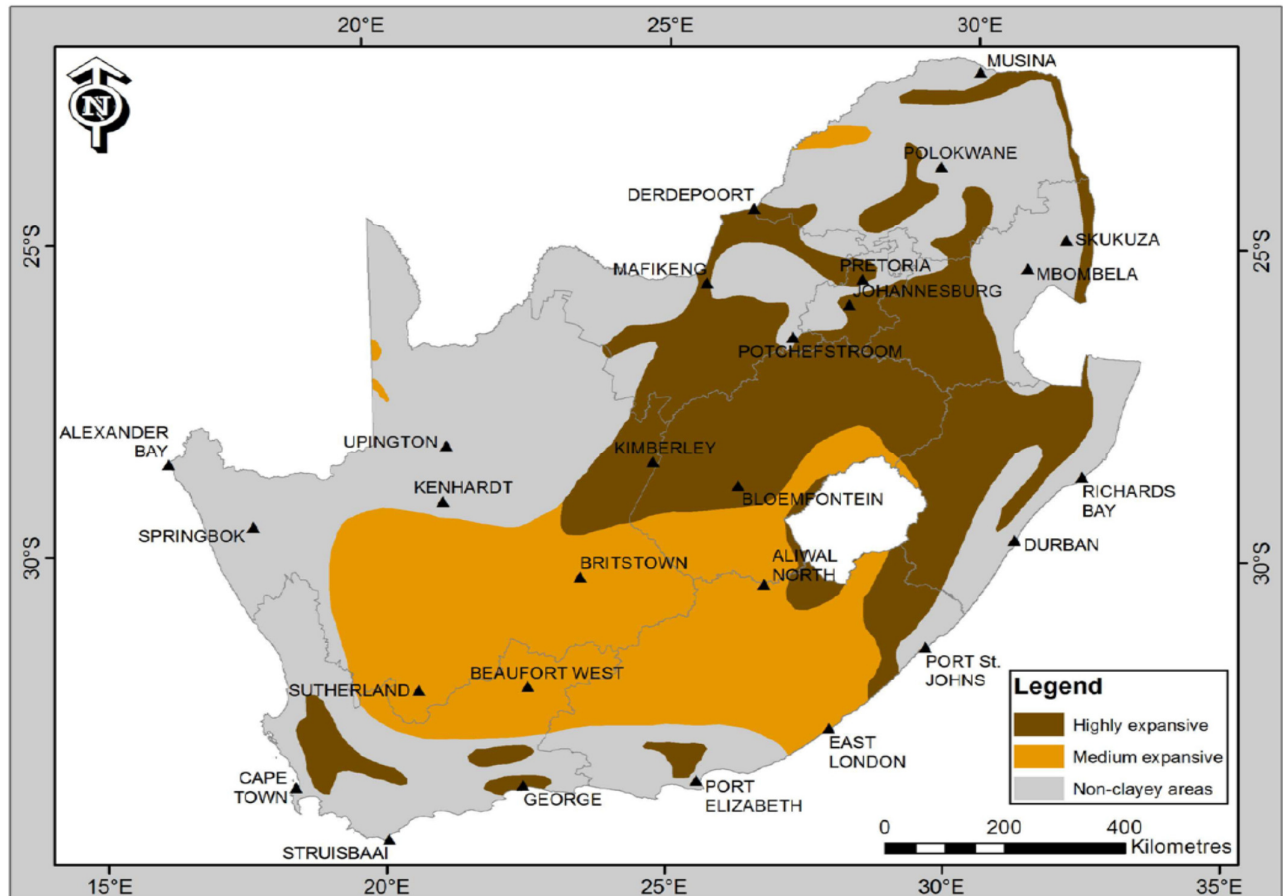 20°E
25°E
30°E
N
MUSINA
POLOKWANE
DERDEPOORT
25°S
25°S
SKUKUZA
MAFIKENG
PRETORIA
MBOMBELA
JOHANNESBURG
POTCHEFSTROOM
ALEXANDER
BAY
UPINGTON
KIMBERLEY
KENHARDT
BLOEMFONTEIN
RICHARDS
BAY
SPRINGBOK
DURBAN
30°S
30°S
BRITSTOWN
ALIWAL
NORTH
PORT St.
JOHNS
BEAUFORT WEST
SUTHERLAND
EAST
LONDON
CAPE
TOWN
GEORGE
PORT
ELIZABETH
STRUISBAAI
Legend
Highly expansive
Medium expansive
Non-clayey areas
0 200 400
Kilometres
15°E
20°E
25°E
30°E
35°E